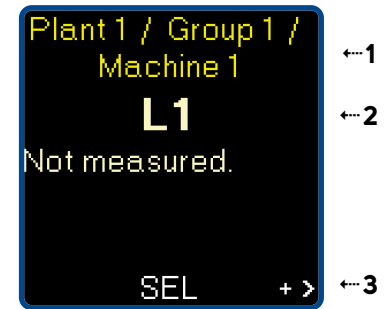 Plant 1 / Group 1 /
Machine 1
L1
Not measured.
SEL + >
1
2
3